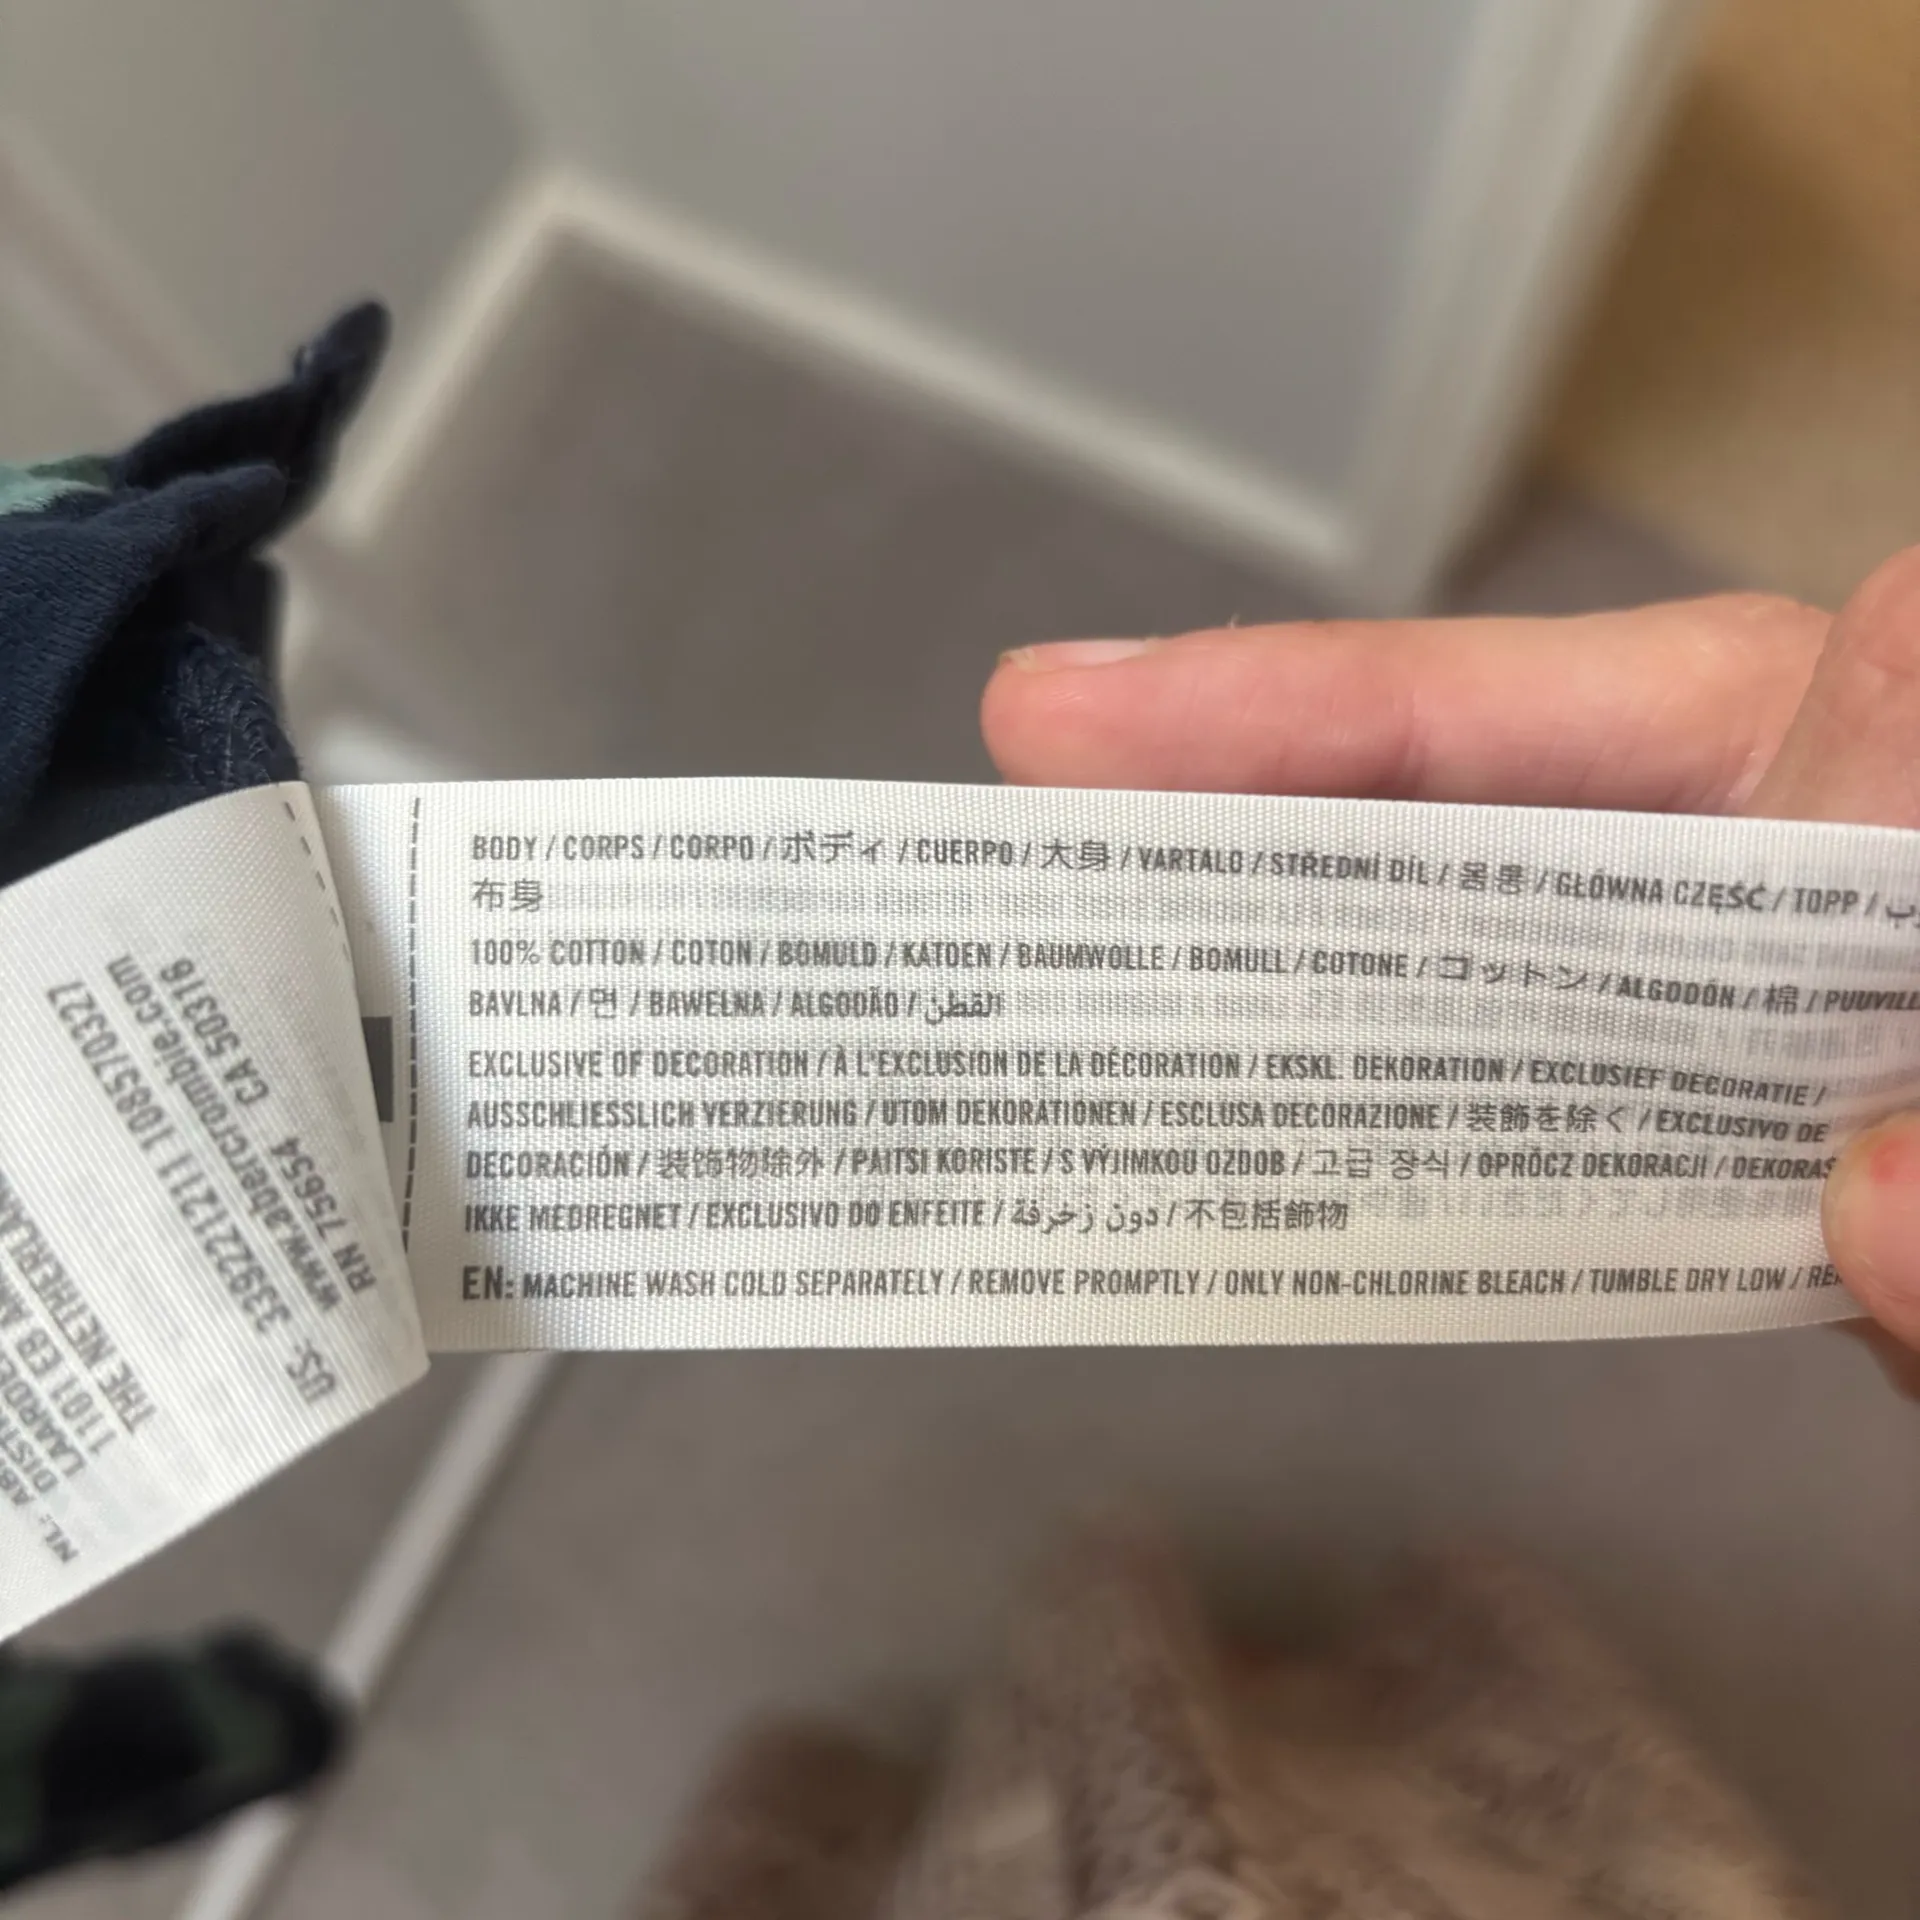 BODY / CORPS / CORPO / ボディ / CUERPO / 大身 / VARTALO / STŘEDNÍ DÍL / 몸통 / GŁÓWNA CZĘŚĆ / TOPP /
布身
100% COTTON / COTON / BOMULD / KATOEN / BAUMWOLLE / BOMULL / COTONE / コットン / ALGODÓN / 棉 / PUUVILL
BAVLNA / 면 / BAWEŁNA / ALGODÃO / القطن
EXCLUSIVE OF DECORATION / À L'EXCLUSION DE LA DÉCORATION / EKSKL. DEKORATION / EXCLUSIEF DECORATIE /
AUSSCHLIESSLICH VERZIERUNG / UTOM DEKORATIONEN / ESCLUSA DECORAZIONE / 装飾を除く / EXCLUSIVO DE
DECORACIÓN / 装饰物除外 / PAITSI KORISTE / S VÝJIMKOU OZDOB / 고급 장식 / OPRÓCZ DEKORACJI / DEKORAS
IKKE MEDREGNET / EXCLUSIVO DO ENFEITE / دون زخرفة / 不包括飾物
EN: MACHINE WASH COLD SEPARATELY / REMOVE PROMPTLY / ONLY NON-CHLORINE BLEACH / TUMBLE DRY LOW /
US: 339221211 1085570327
www.abercrombie.com
RN 75654 CA 50316
NL:
1101 EB
THE NETHERLAN